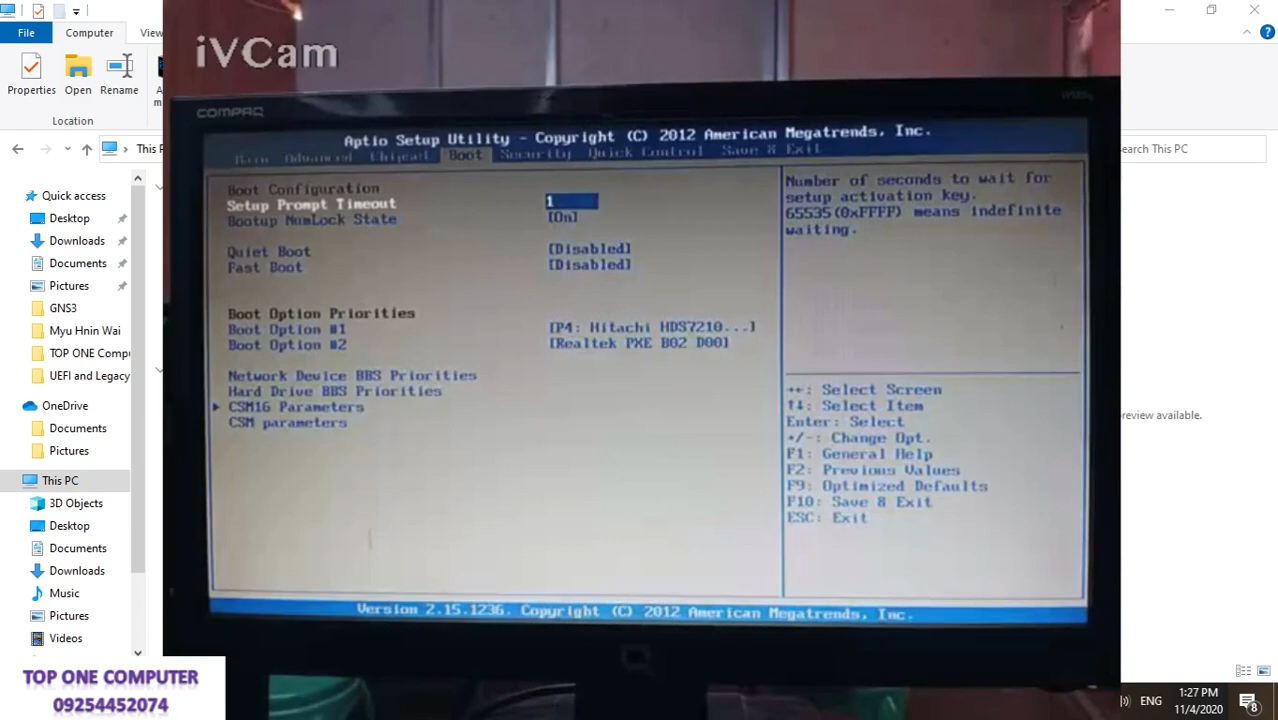 File
Computer
View
Properties
Open
Rename
Location
This P
Search This PC
Quick access
Desktop
Downloads
Documents
Pictures
GNS3
Myu Hnin Wai
TOP ONE Compu
UEFI and Legacy
OneDrive
Documents
Pictures
This PC
3D Objects
Desktop
Documents
Downloads
Music
Pictures
Videos
iVCam
COMPAQ
Aptio Setup Utility - Copyright (C) 2012 American Megatrends, Inc.
Main Advanced Chipset Boot Security Quick Control Save & Exit
Boot Configuration
Setup Prompt Timeout 1
Bootup NumLock State [On]
Quiet Boot [Disabled]
Fast Boot [Disabled]
Boot Option Priorities
Boot Option #1 [P4: Hitachi HDS7210...]
Boot Option #2 [Realtek PXE B02 D00]
Network Device BBS Priorities
Hard Drive BBS Priorities
CSM16 Parameters
CSM parameters
Number of seconds to wait for
setup activation key.
65535(0xFFFF) means indefinite
waiting.
→←: Select Screen
↑↓: Select Item
Enter: Select
+/-: Change Opt.
F1: General Help
F2: Previous Values
F9: Optimized Defaults
F10: Save & Exit
ESC: Exit
Version 2.15.1236. Copyright (C) 2012 American Megatrends, Inc.
preview available.
TOP ONE COMPUTER
09254452074
ENG
1:27 PM
11/4/2020
8